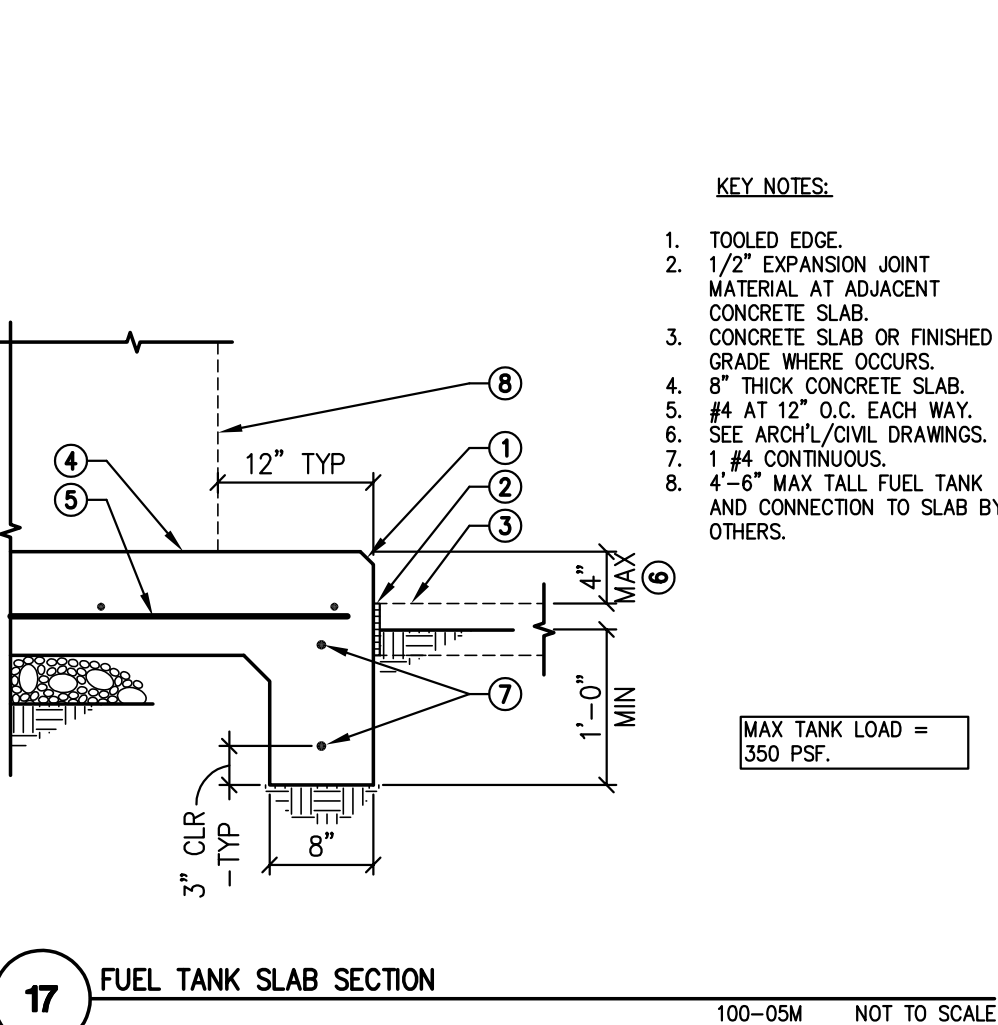 KEY NOTES:
1. TOOLED EDGE.
2. 1/2" EXPANSION JOINT
MATERIAL AT ADJACENT
CONCRETE SLAB.
3. CONCRETE SLAB OR FINISHED
GRADE WHERE OCCURS.
4. 8" THICK CONCRETE SLAB.
5. #4 AT 12" O.C. EACH WAY.
6. SEE ARCH'L/CIVIL DRAWINGS.
7. 1 #4 CONTINUOUS.
8. 4'-6" MAX TALL FUEL TANK
AND CONNECTION TO SLAB BY
OTHERS.
8
12" TYP
1
4
2
5
3
4"
MAX
6
7
1'-0"
MIN
MAX TANK LOAD =
350 PSF.
3" CLR
-TYP
8"
17
FUEL TANK SLAB SECTION
100-05M NOT TO SCALE